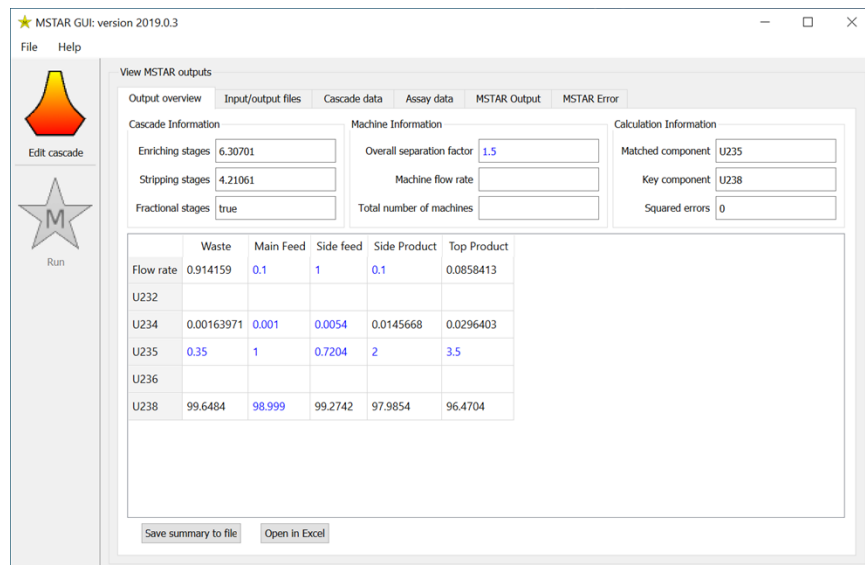 MSTAR GUI: version 2019.0.3
File Help
View MSTAR outputs
Output overview Input/output files Cascade data Assay data MSTAR Output MSTAR Error
Cascade Information Machine Information Calculation Information
Edit cascade
Enriching stages 6.30701 Overall separation factor 1.5 Matched component U235
Stripping stages 4.21061 Machine flow rate Key component U238
Fractional stages true Total number of machines Squared errors 0
M
Run
Waste Main Feed Side feed Side Product Top Product
Flow rate 0.914159 0.1 1 0.1 0.0858413
U232
U234 0.00163971 0.001 0.0054 0.0145668 0.0296403
U235 0.35 1 0.7204 2 3.5
U236
U238 99.6484 98.999 99.2742 97.9854 96.4704
Save summary to file Open in Excel